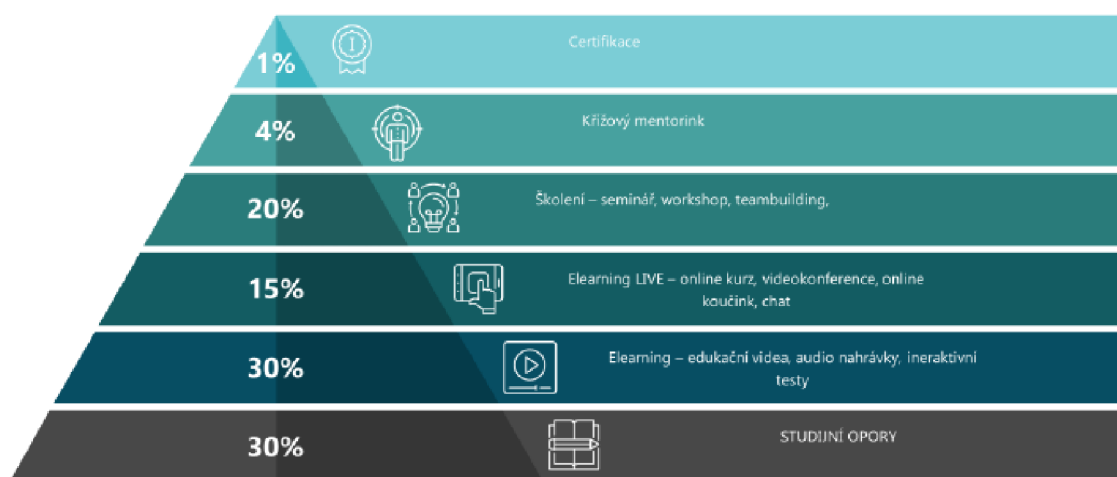 1%
Certifikace
4%
Křížový mentorink
20%
Školení – seminář, workshop, teambuilding,
15%
Elearning LIVE – online kurz, videokonference, online
koučink, chat
30%
Elearning – edukační videa, audio nahrávky, ineraktivní
testy
30%
STUDIJNÍ OPORY